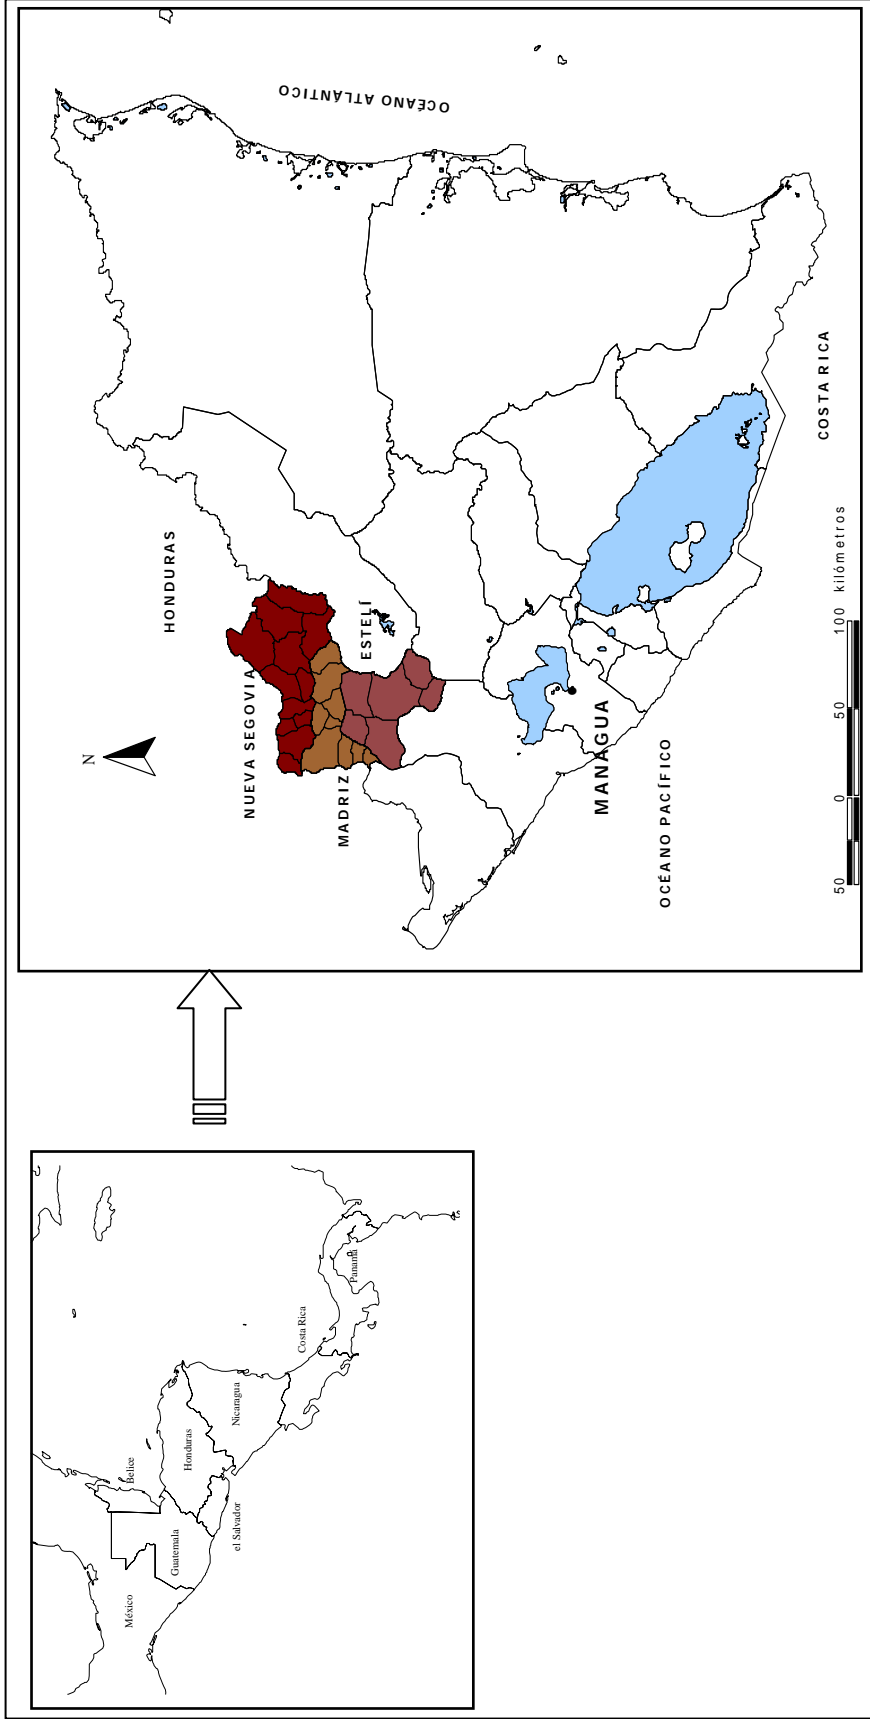 México
Guatemala
Belice
el Salvador
Honduras
Nicaragua
Costa Rica
Panamá
N
HONDURAS
NUEVA SEGOVIA
MADRIZ
ESTELÍ
OCÉANO ATLÁNTICO
MANAGUA
OCÉANO PACÍFICO
COSTA RICA
50 0 50 100 kilómetros